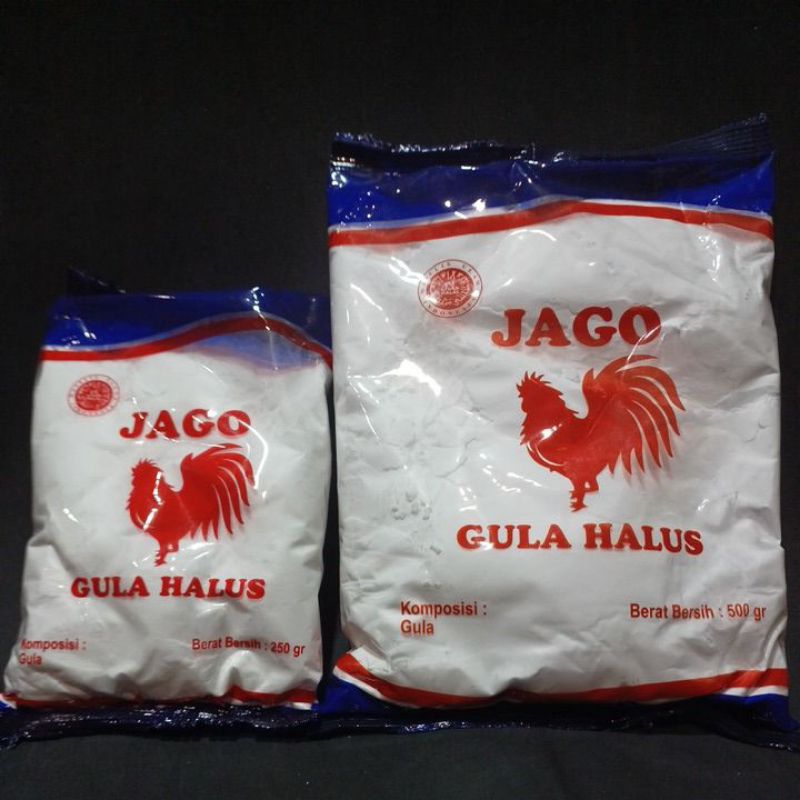 JAGO
GULA HALUS
Komposisi :
Gula
Berat Bersih : 250 gr
JAGO
GULA HALUS
Komposisi :
Gula
Berat Bersih : 500 gr